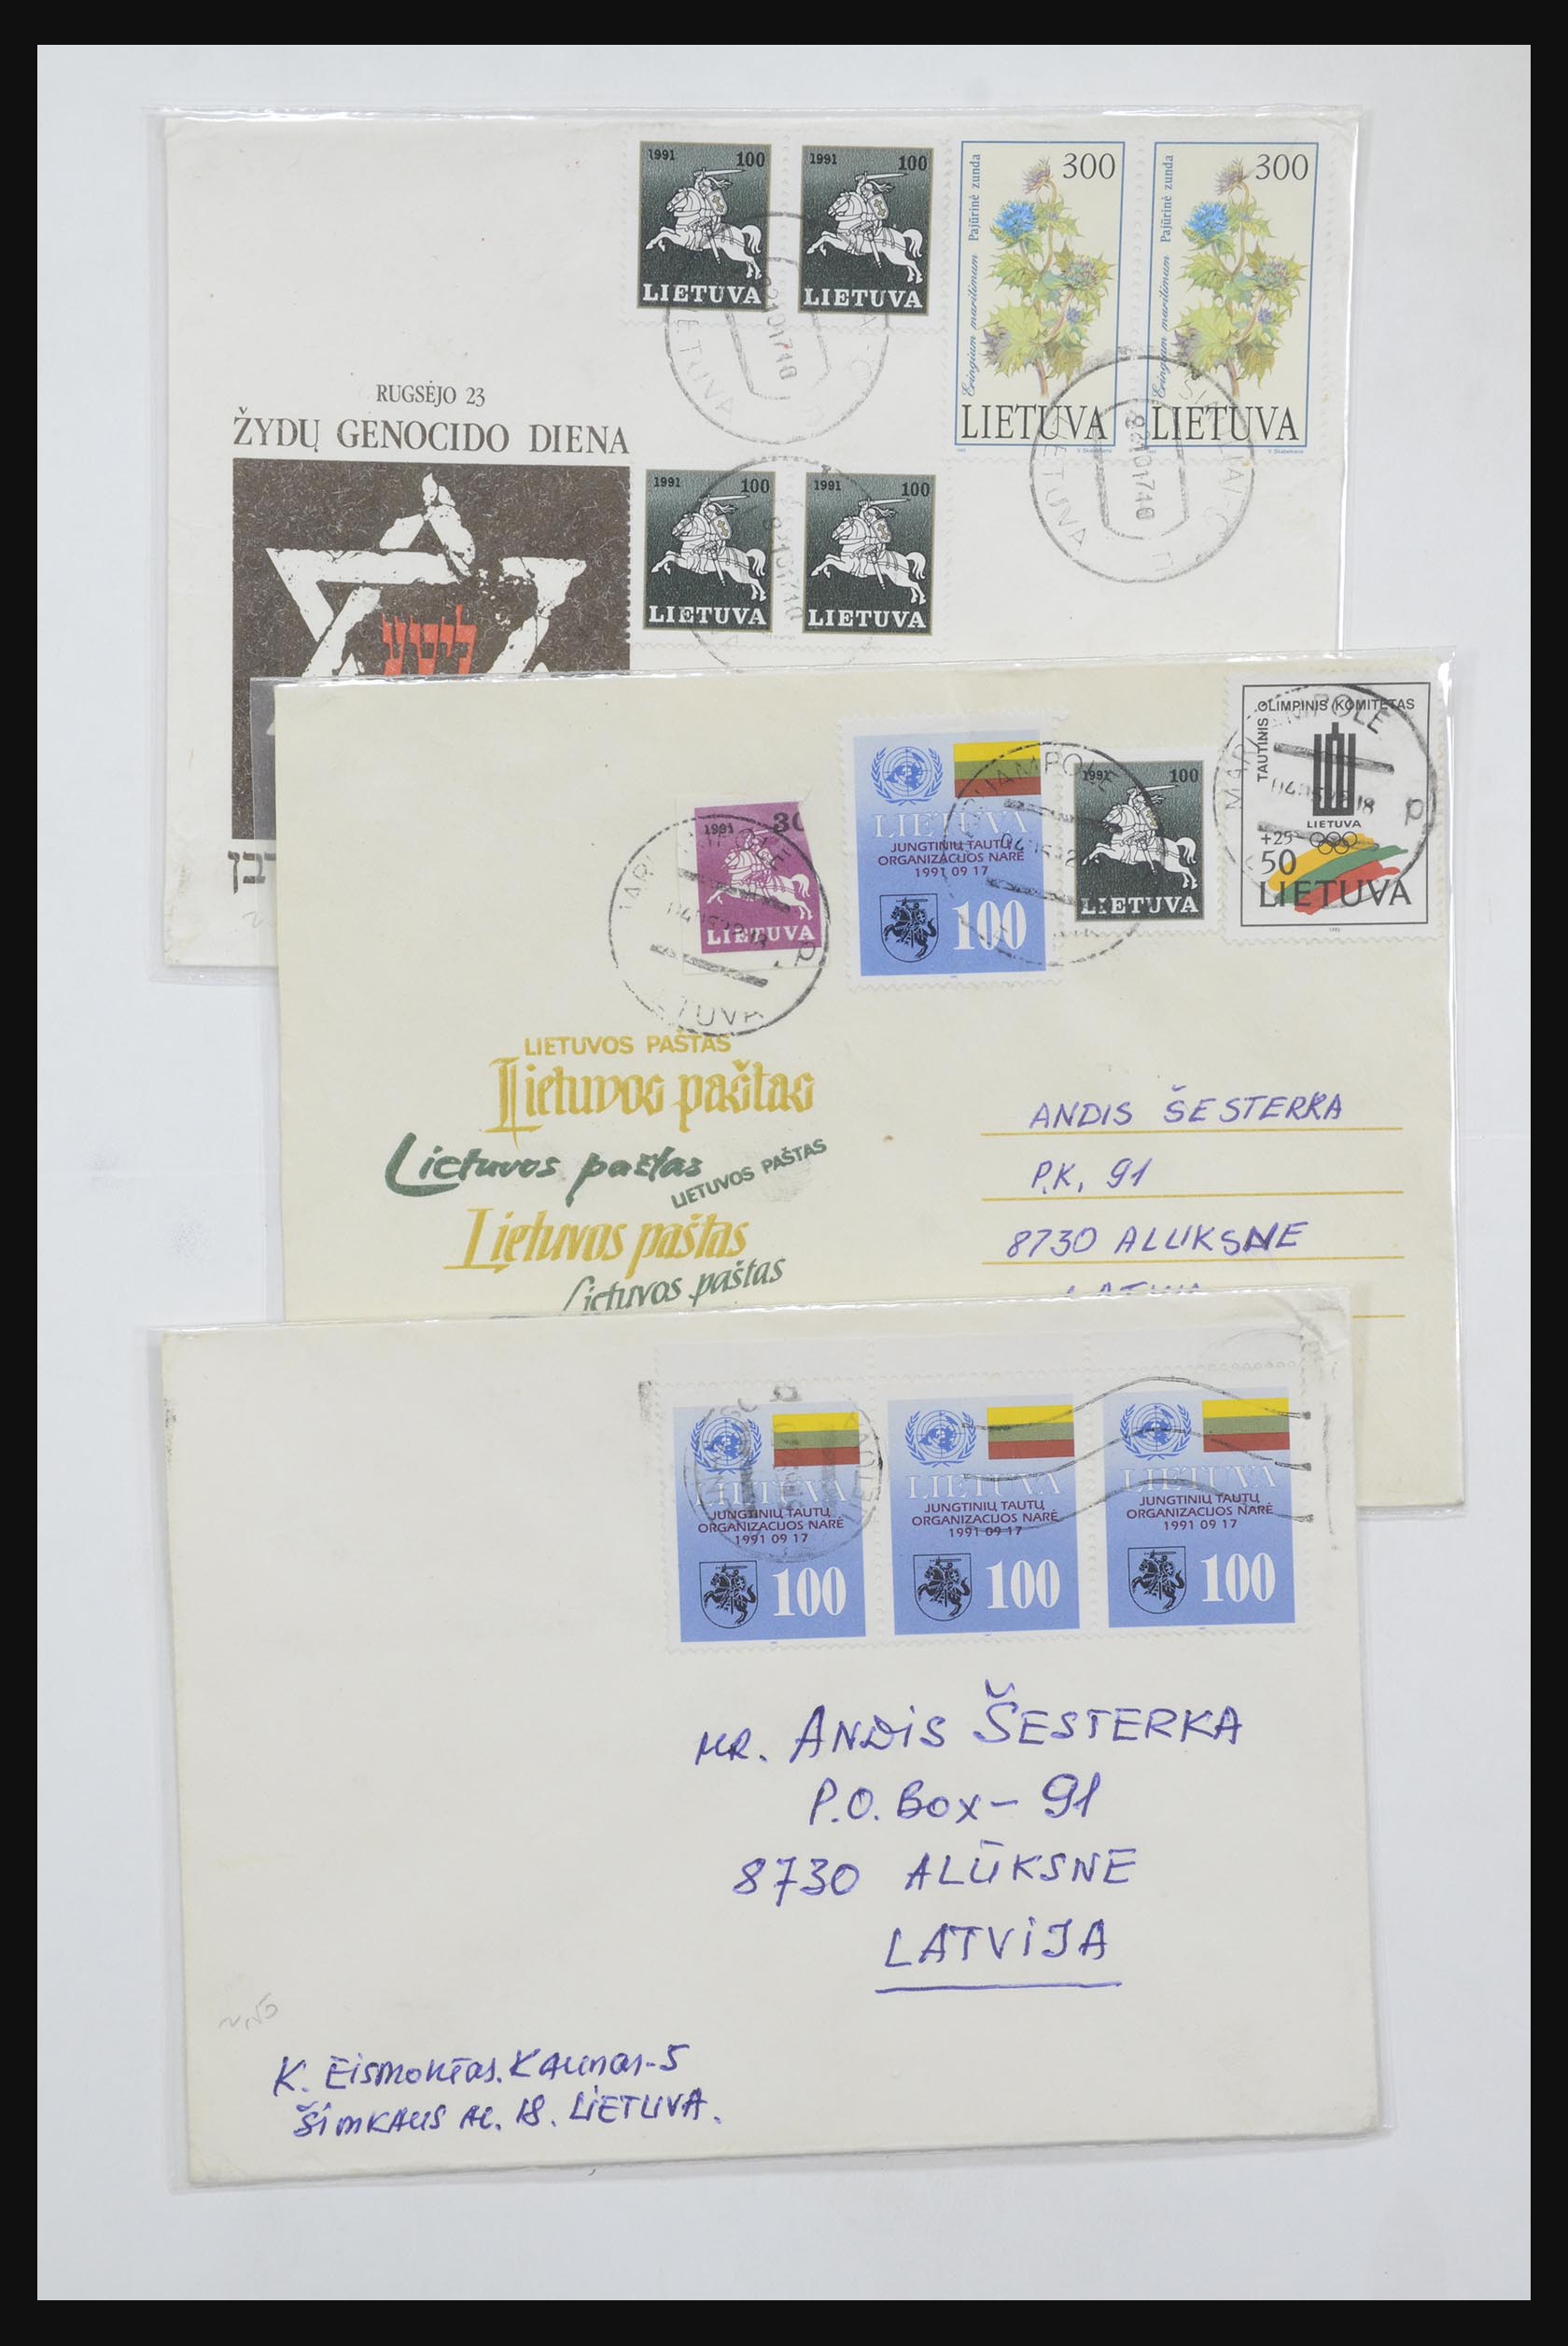 1991 100
LIETUVA
1991 100
LIETUVA
Eringium maritimum Pajūrinė zunda
300
LIETUVA
Eringium maritimum Pajūrinė zunda
300
LIETUVA
LIETUVA
LIETUVA
RUGSĖJO 23
ŽYDŲ GENOCIDO DIENA
1991 100
LIETUVA
1991 100
LIETUVA
1991 30
LIETUVA
LIETUVA
JUNGTINIŲ TAUTŲ
ORGANIZACIJOS NARĖ
1991 09 17
100
1991 100
LIETUVA
TAUTINIS OLIMPINIS KOMITETAS
LIETUVA
+25
50
LIETUVA
LIETUVOS PAŠTAS
Lietuvos paštas
Lietuvos paštas
LIETUVOS PAŠTAS
Lietuvos paštas
Lietuvos paštas
ANDIS ŠESTERKA
P.K. 91
8730 ALUKSNE
LATVIA
LIETUVA
JUNGTINIŲ TAUTŲ
ORGANIZACIJOS NARĖ
1991 09 17
100
LIETUVA
JUNGTINIŲ TAUTŲ
ORGANIZACIJOS NARĖ
1991 09 17
100
LIETUVA
JUNGTINIŲ TAUTŲ
ORGANIZACIJOS NARĖ
1991 09 17
100
MR. ANDIS ŠESTERKA
P.O. Box - 91
8730 ALŪKSNE
LATVIJA
K. Eismontas. Kaunas-5
ŠIMKAUS AL. 18. LIETUVA.